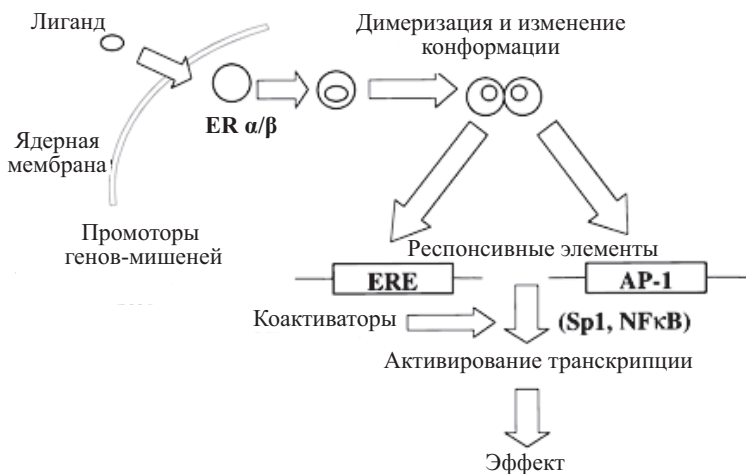 Лиганд
Димеризация и изменение
конформации
ER α/β
Ядерная
мембрана
Промоторы
генов-мишеней
Респонсивные элементы
ERE
AP-1
Коактиваторы
(Sp1, NFκB)
Активирование транскрипции
Эффект